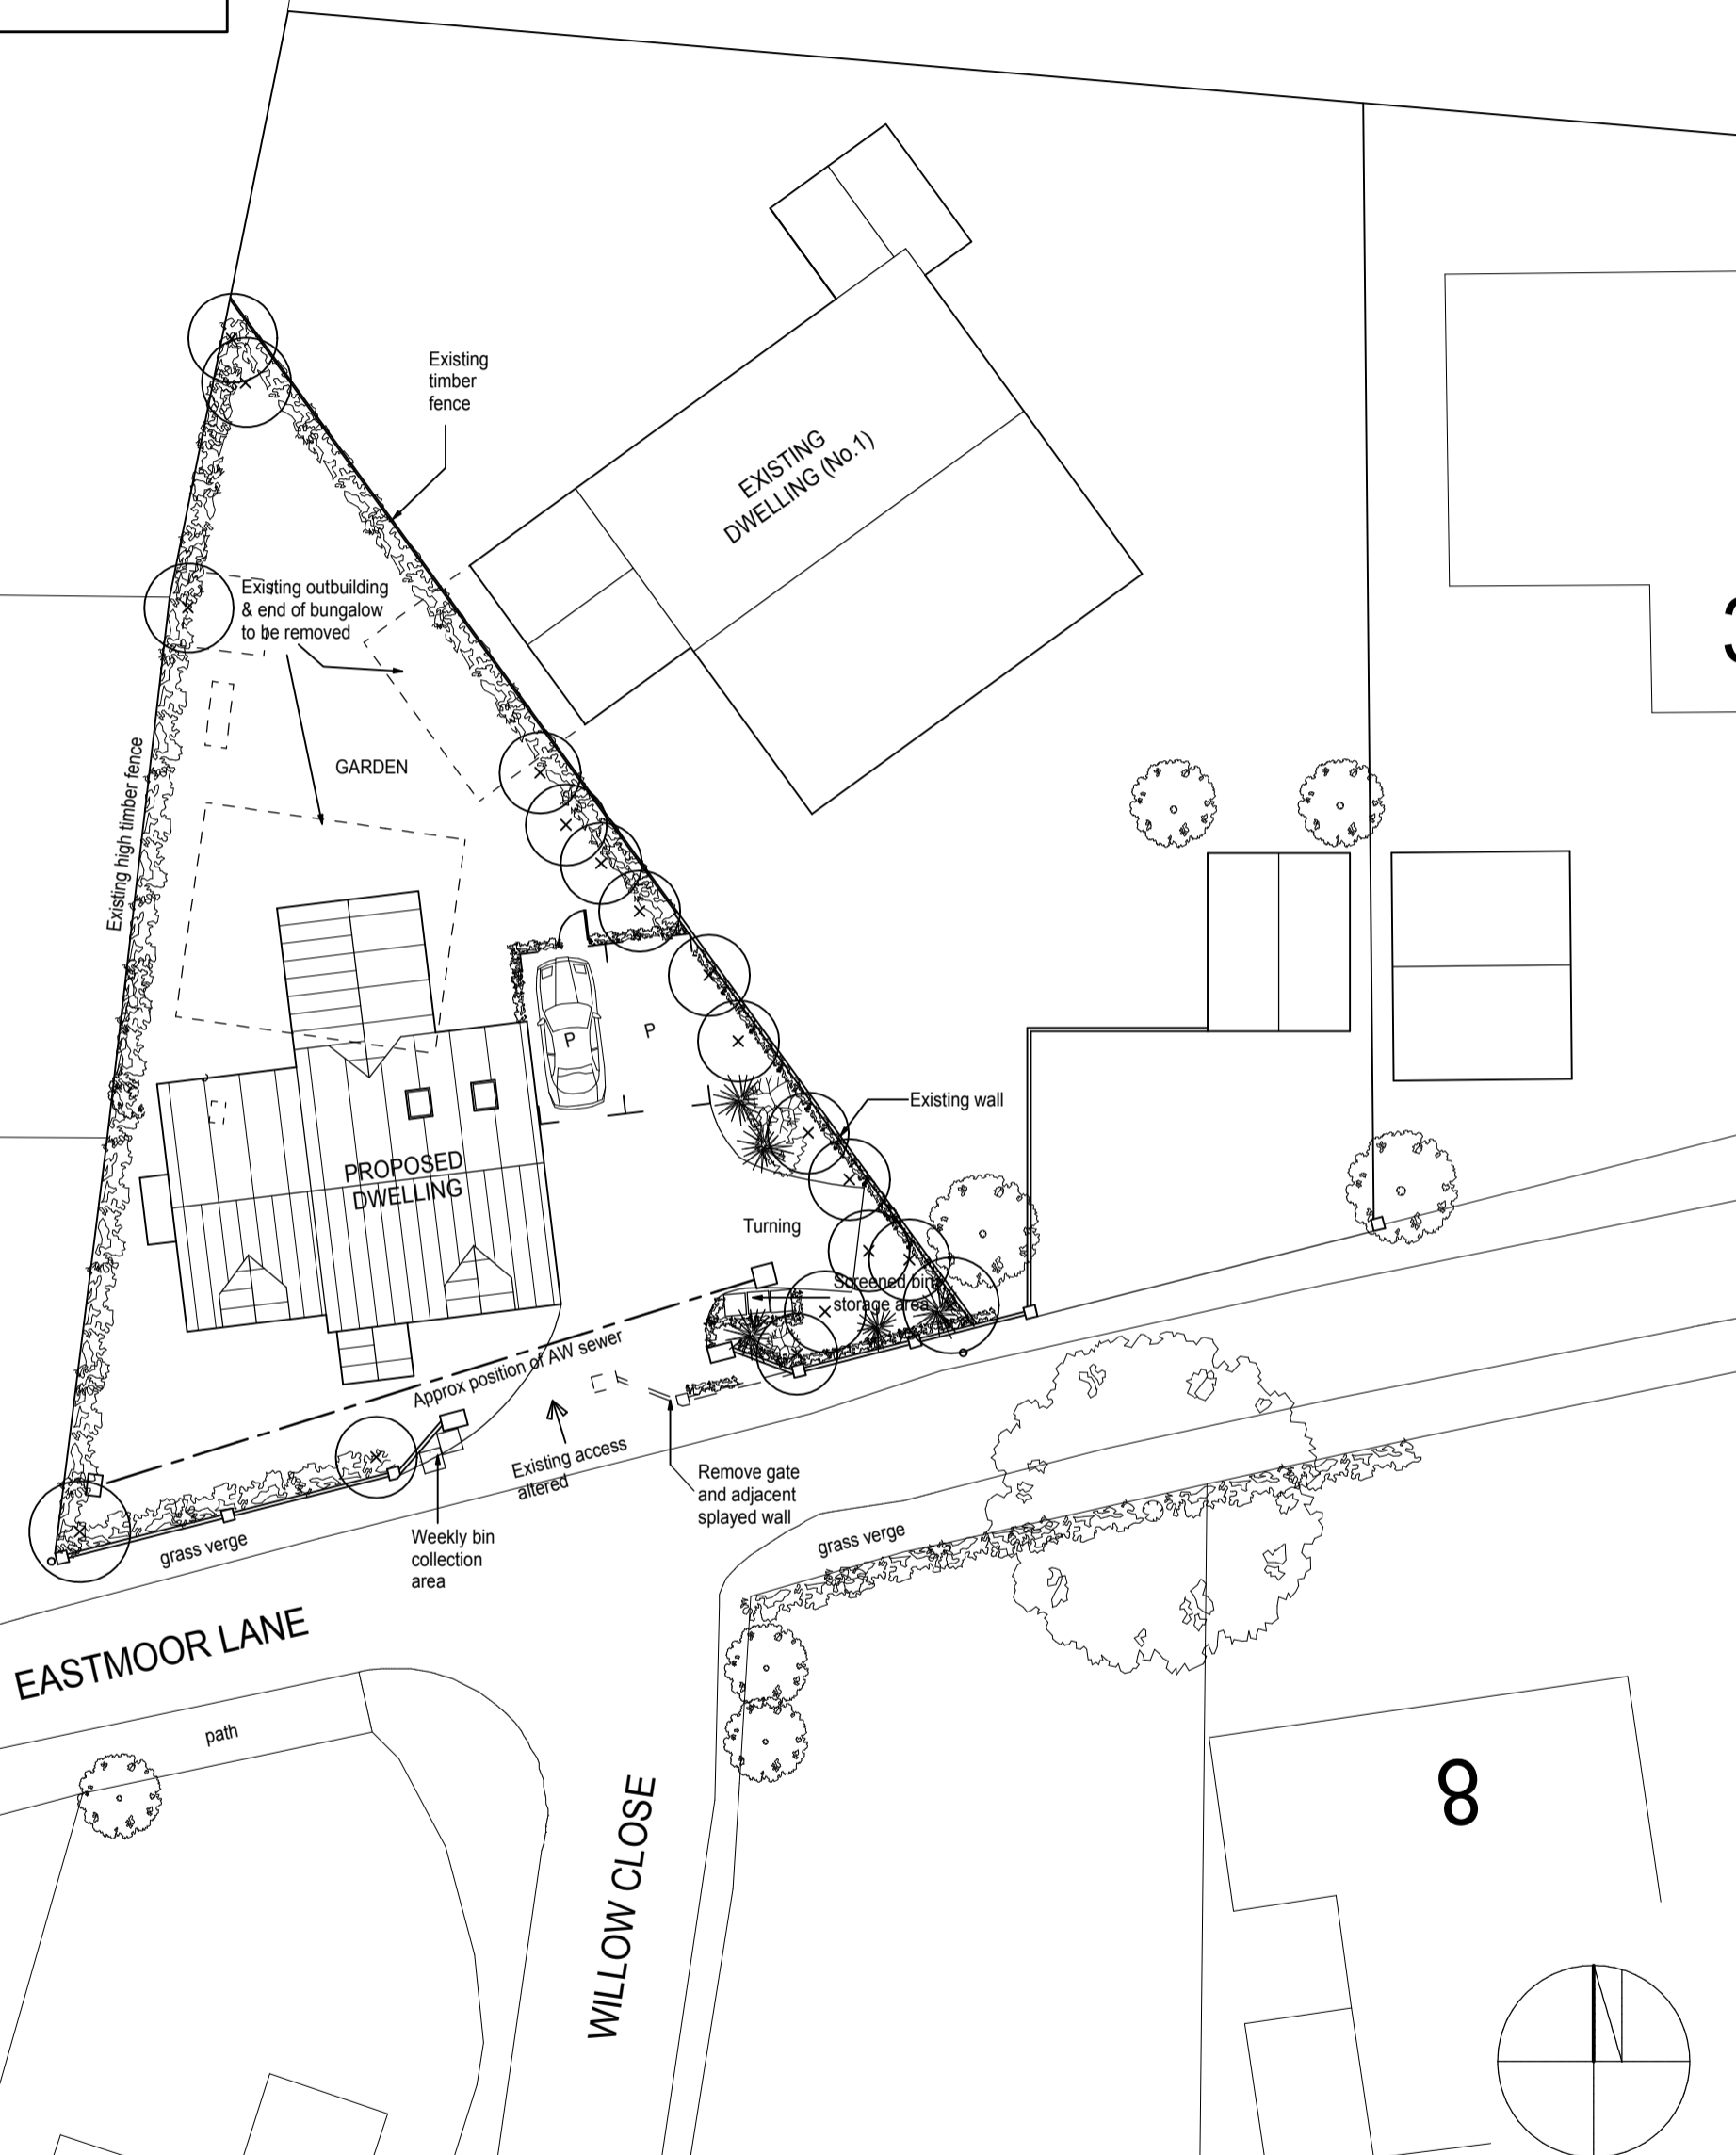 Existing
timber
fence
EXISTING
DWELLING (No.1)
Existing outbuilding
& end of bungalow
to be removed
GARDEN
Existing high timber fence
P
P
Existing wall
PROPOSED
DWELLING
Turning
Screened bin
storage area
Approx position of AW sewer
Existing access
altered
Remove gate
and adjacent
splayed wall
Weekly bin
collection
area
grass verge
grass verge
EASTMOOR LANE
path
WILLOW CLOSE
8